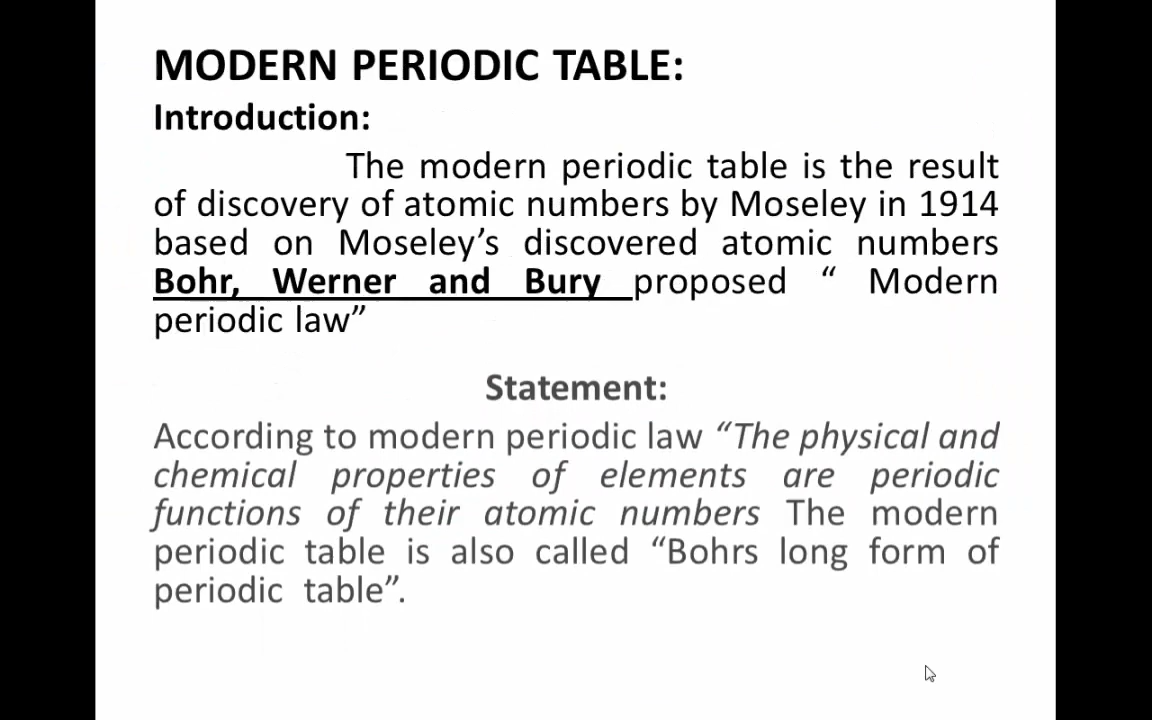 MODERN PERIODIC TABLE:
Introduction:
The modern periodic table is the result
of discovery of atomic numbers by Moseley in 1914
based on Moseley’s discovered atomic numbers
Bohr, Werner and Bury proposed “ Modern
periodic law”
Statement:
According to modern periodic law “The physical and
chemical properties of elements are periodic
functions of their atomic numbers The modern
periodic table is also called “Bohrs long form of
periodic table”.